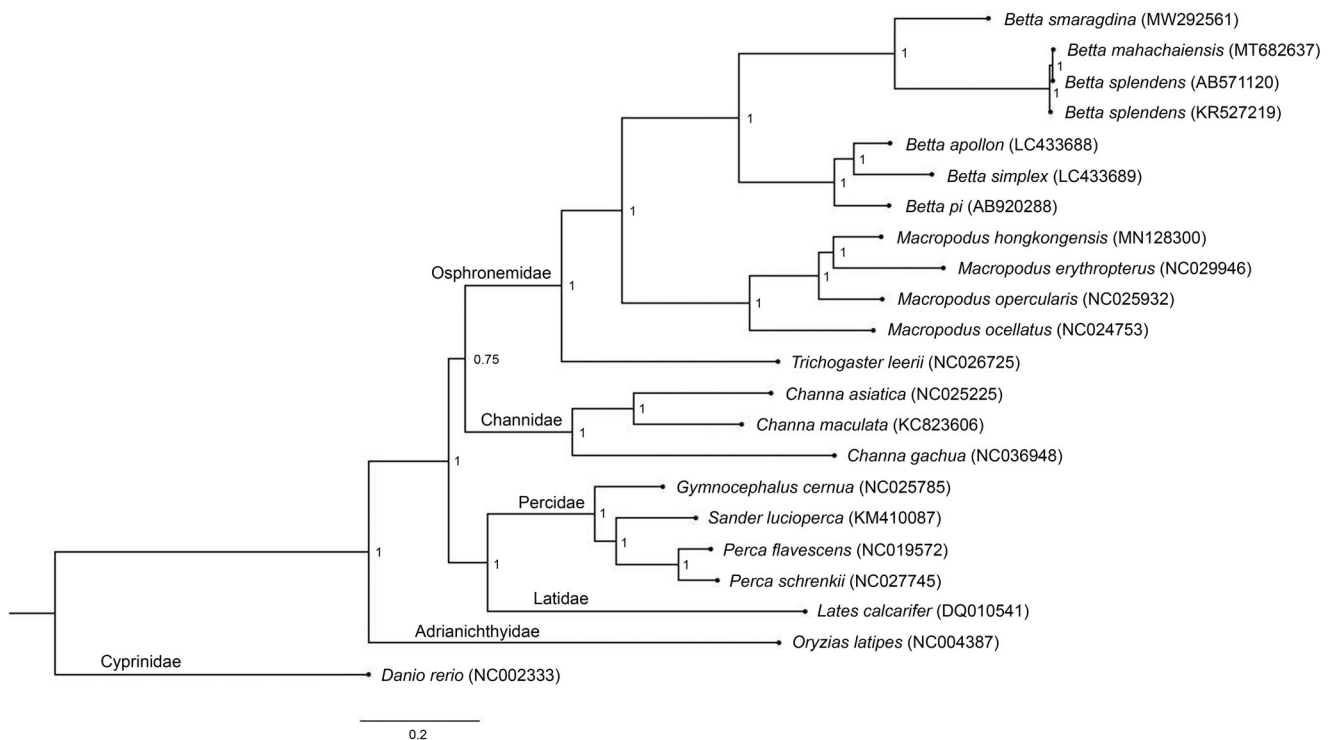 Betta smaragdina (MW292561)
1
Betta mahachaiensis (MT682637)
1
Betta splendens (AB571120)
1
Betta splendens (KR527219)
1
Betta apollon (LC433688)
1
Betta simplex (LC433689)
1
Betta pi (AB920288)
1
Macropodus hongkongensis (MN128300)
1
Macropodus erythropterus (NC029946)
Osphronemidae
1
1
Macropodus opercularis (NC025932)
1
Macropodus ocellatus (NC024753)
0.75
Trichogaster leerii (NC026725)
Channa asiatica (NC025225)
1
Channidae
Channa maculata (KC823606)
1
Channa gachua (NC036948)
1
Gymnocephalus cernua (NC025785)
Percidae
1
Sander lucioperca (KM410087)
1
Perca flavescens (NC019572)
1
1
1
Perca schrenkii (NC027745)
Latidae
Lates calcarifer (DQ010541)
Adrianichthyidae
Oryzias latipes (NC004387)
Cyprinidae
Danio rerio (NC002333)
0.2